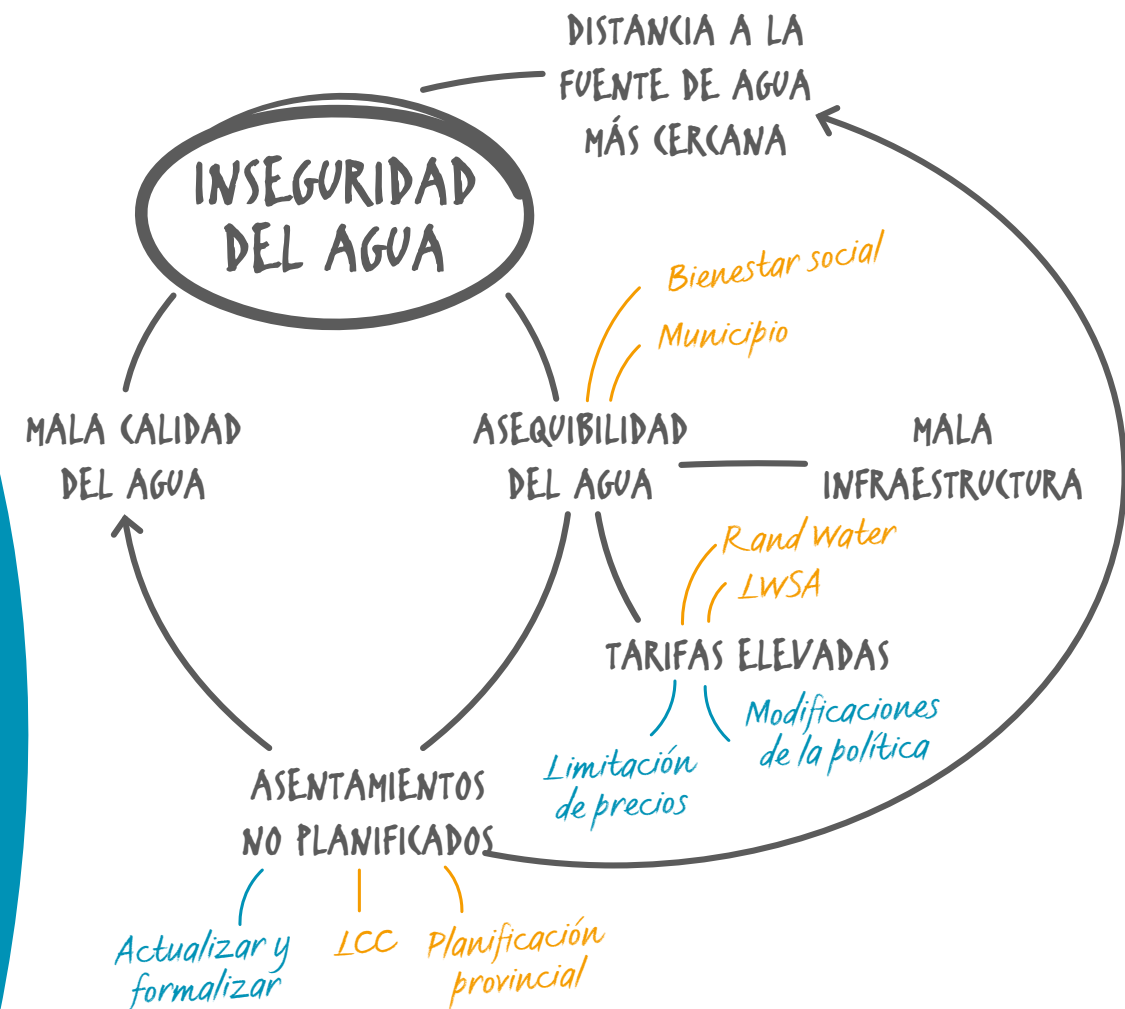 DISTANCIA A LA
FUENTE DE AGUA
MÁS CERCANA
INSEGURIDAD
DEL AGUA
Bienestar social
Municipio
MALA CALIDAD
DEL AGUA
ASEQUIBILIDAD
DEL AGUA
MALA
INFRAESTRUCTURA
Rand Water
LWSA
TARIFAS ELEVADAS
Limitación
de precios
Modificaciones
de la política
ASENTAMIENTOS
NO PLANIFICADOS
Actualizar y
formalizar
LCC
Planificación
provincial